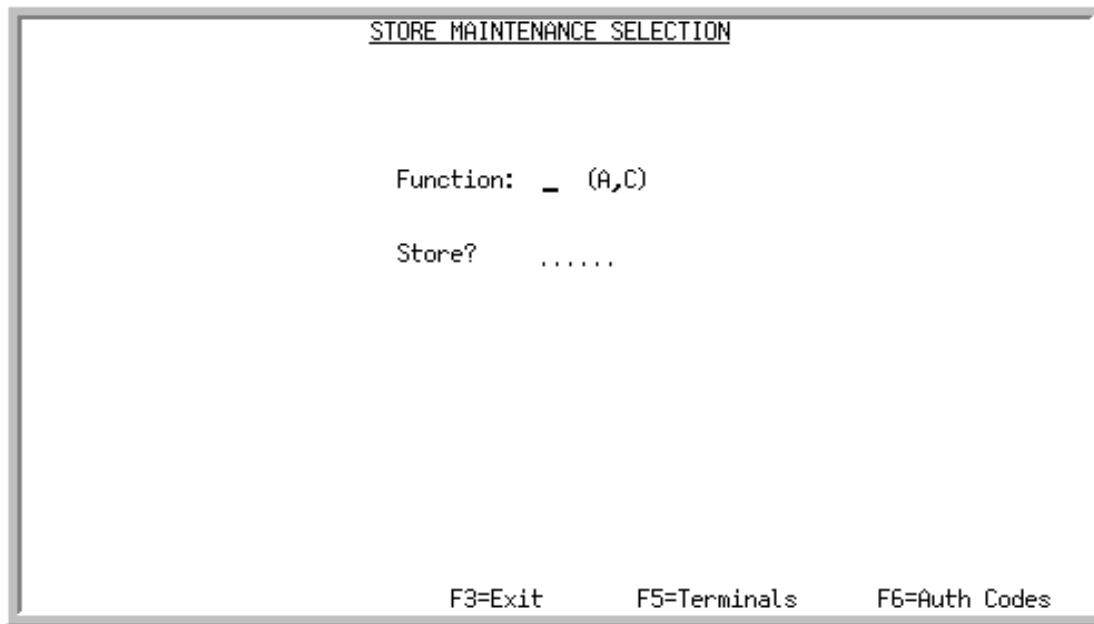 STORE MAINTENANCE SELECTION
Function: _ (A,C)
Store? ......
F3=Exit F5=Terminals F6=Auth Codes